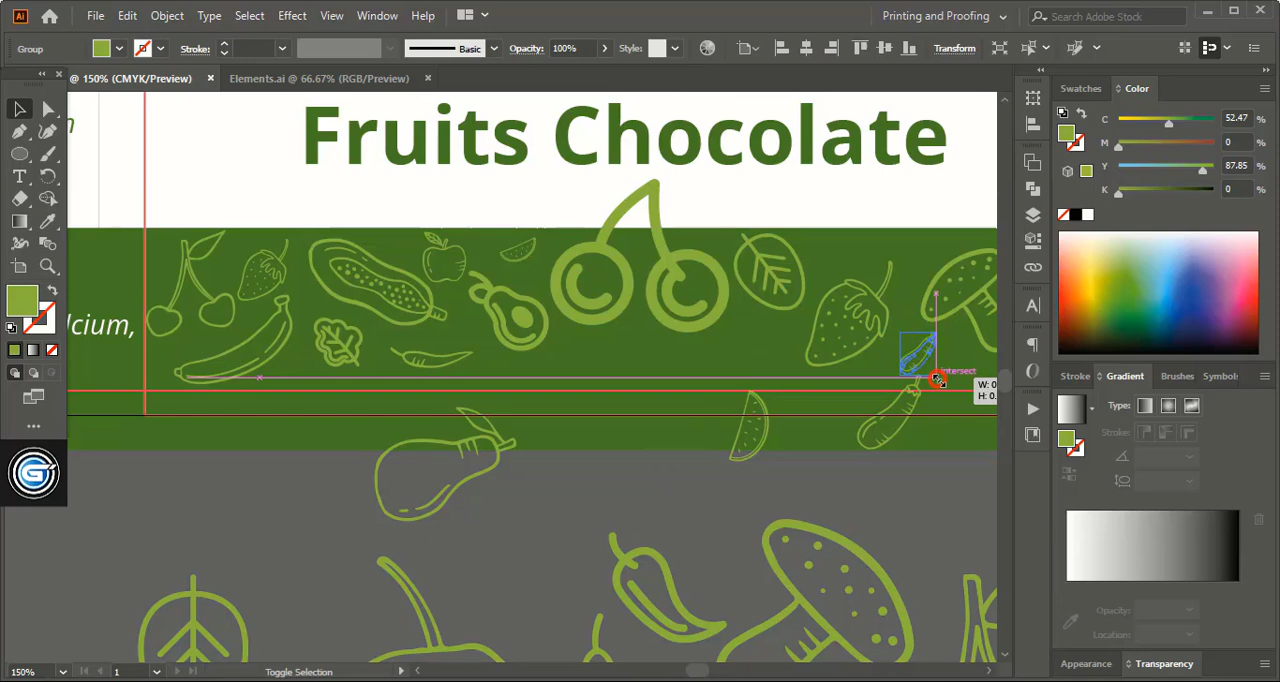 Ai File Edit Object Type Select Effect View Window Help Printing and Proofing Search Adobe Stock
Group Stroke: Basic Opacity: 100% Style: Transform
@ 150% (CMYK/Preview) × Elements.ai @ 66.67% (RGB/Preview) ×
Swatches Color
C 52.47 %
M 0 %
Y 87.85 %
K 0 %
Fruits Chocolate
lcium,
intersect
W: 0
H: 0.
Stroke Gradient Brushes Symbols
Type:
Stroke:
Opacity:
Location:
Appearance Transparency
150% 1 Toggle Selection